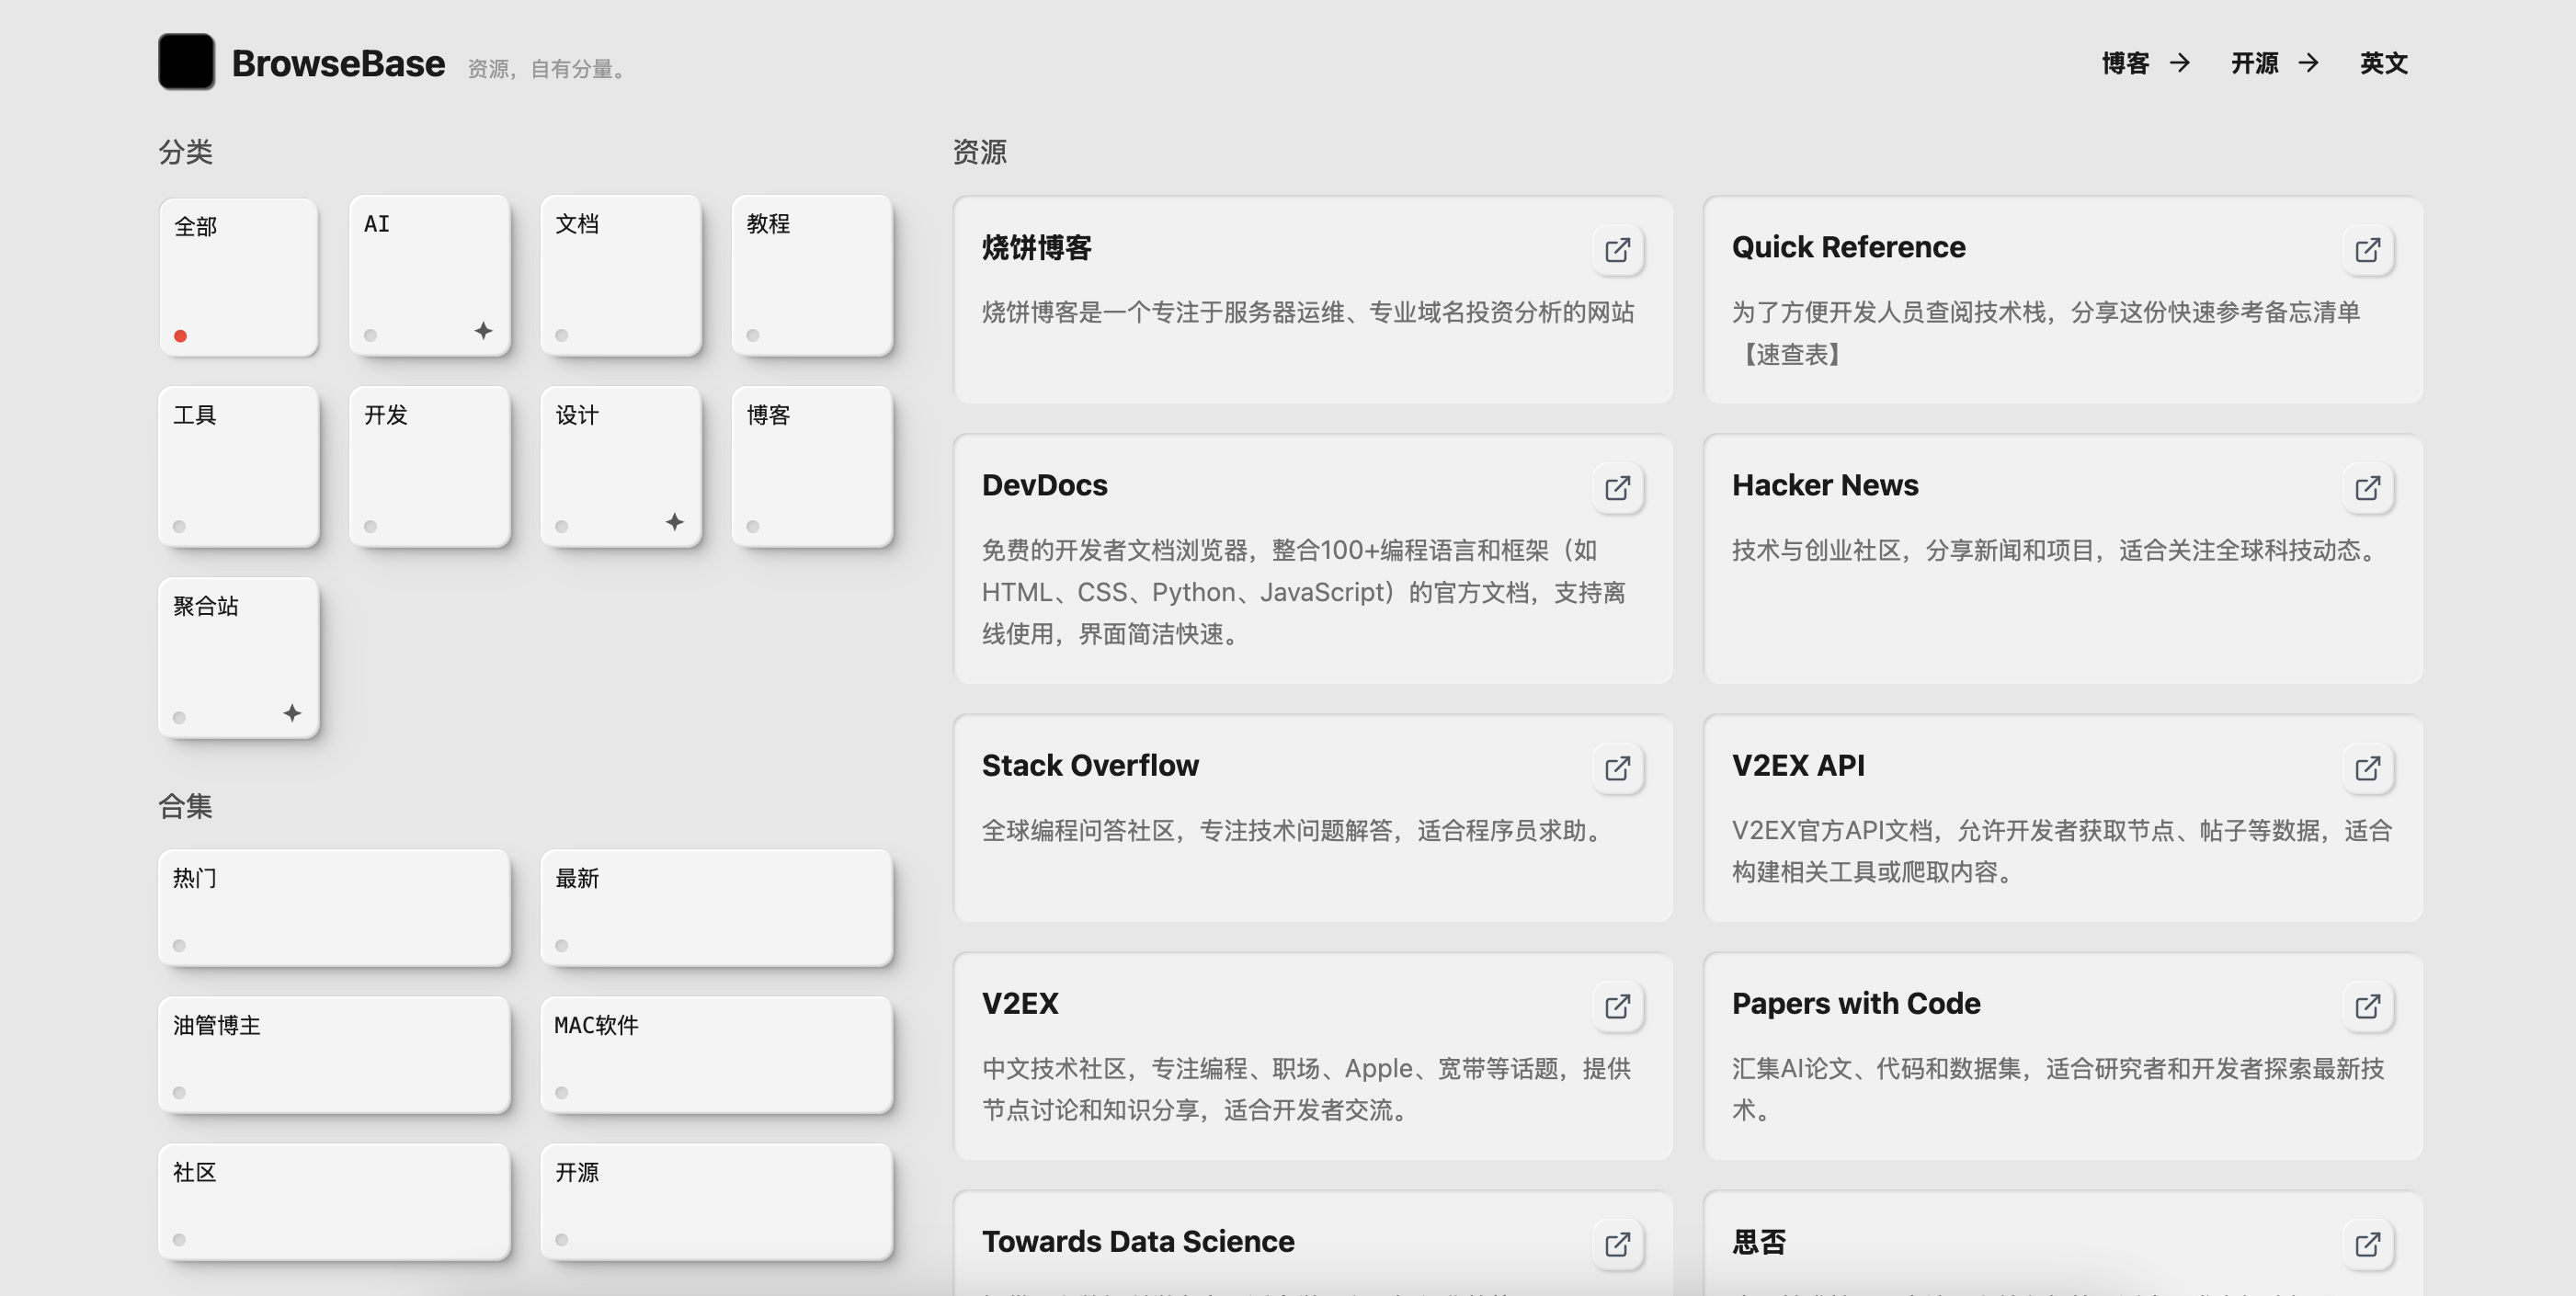 BrowseBase
资源，自有分量。
博客
开源
英文
分类
全部
AI
文档
教程
工具
开发
设计
博客
聚合站
合集
热门
最新
油管博主
MAC软件
社区
开源
资源
烧饼博客
烧饼博客是一个专注于服务器运维、专业域名投资分析的网站
Quick Reference
为了方便开发人员查阅技术栈，分享这份快速参考备忘清单
【速查表】
DevDocs
免费的开发者文档浏览器，整合100+编程语言和框架（如
HTML、CSS、Python、JavaScript）的官方文档，支持离
线使用，界面简洁快速。
Hacker News
技术与创业社区，分享新闻和项目，适合关注全球科技动态。
Stack Overflow
全球编程问答社区，专注技术问题解答，适合程序员求助。
V2EX API
V2EX官方API文档，允许开发者获取节点、帖子等数据，适合
构建相关工具或爬取内容。
V2EX
中文技术社区，专注编程、职场、Apple、宽带等话题，提供
节点讨论和知识分享，适合开发者交流。
Papers with Code
汇集AI论文、代码和数据集，适合研究者和开发者探索最新技
术。
Towards Data Science
思否